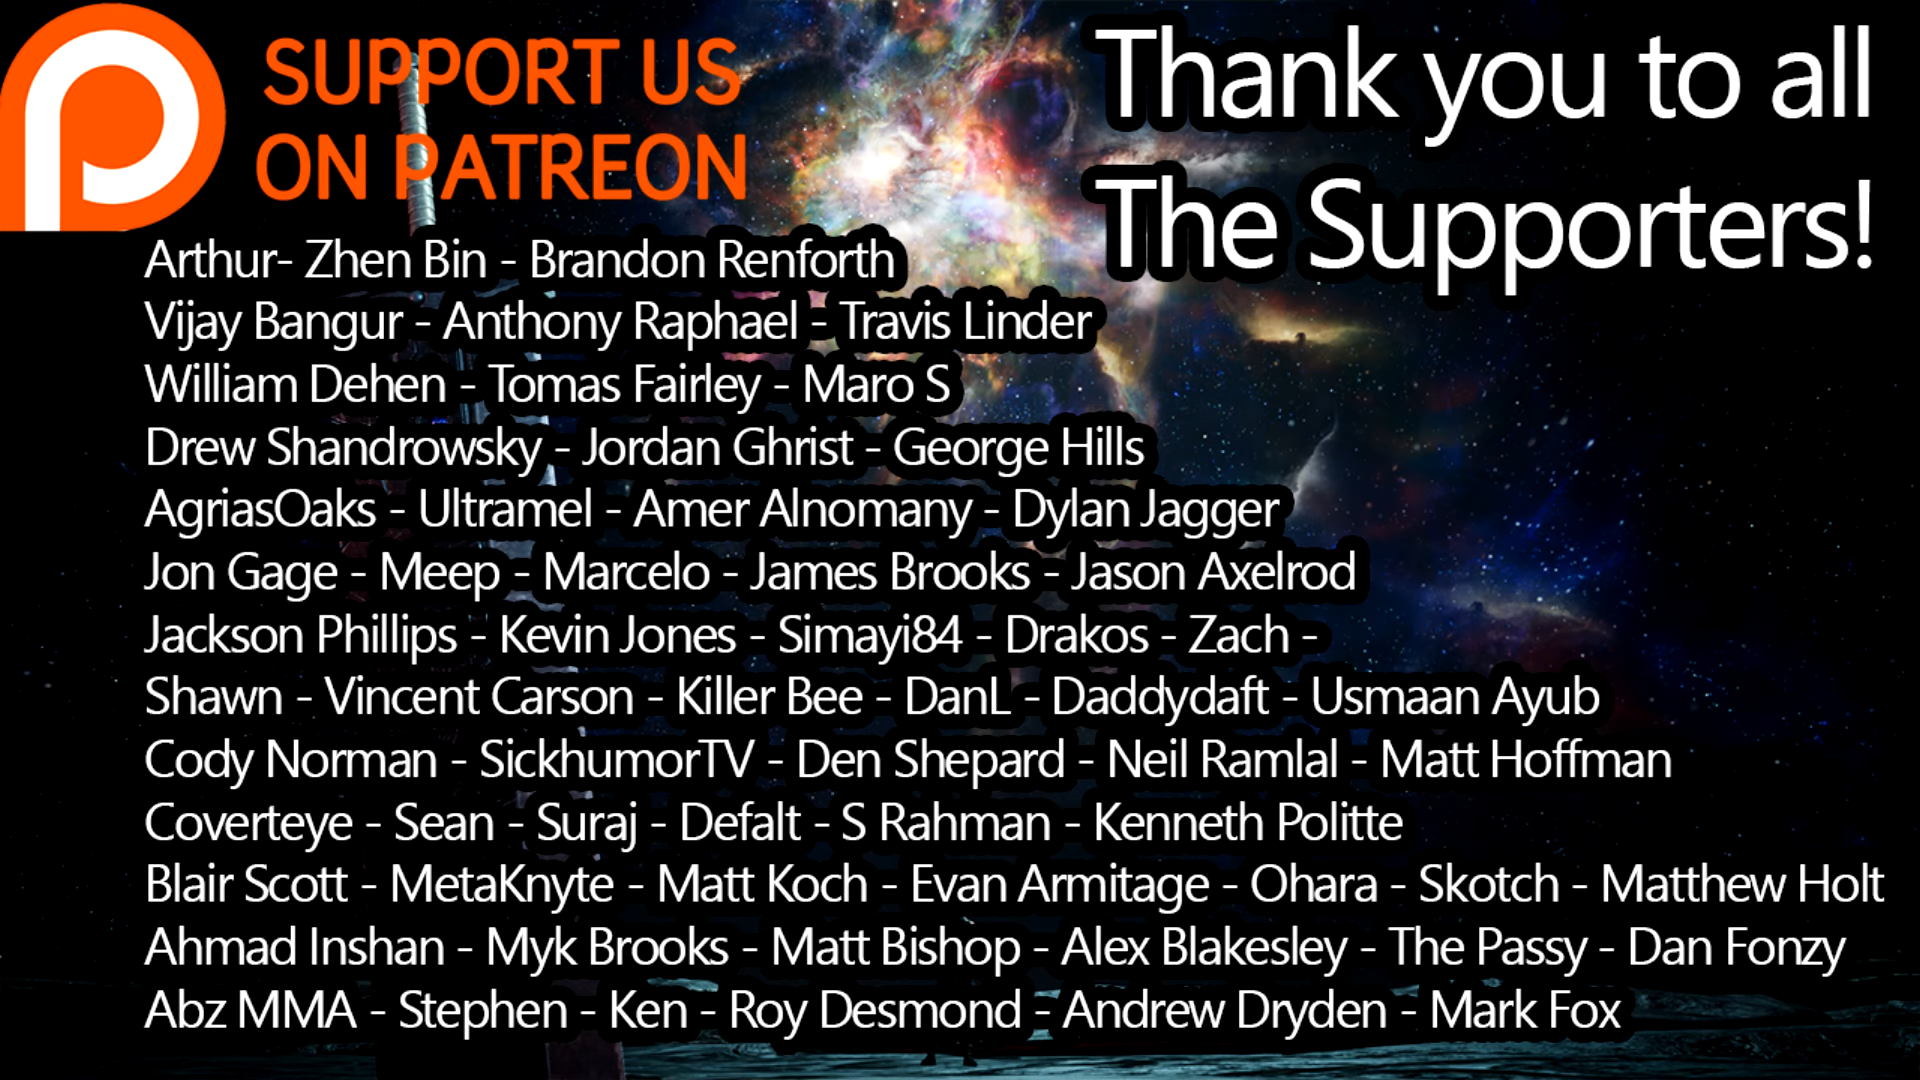 SUPPORT US
ON PATREON
Thank you to all
The Supporters!
Arthur- Zhen Bin - Brandon Renforth
Vijay Bangur - Anthony Raphael - Travis Linder
William Dehen - Tomas Fairley - Maro S
Drew Shandrowsky - Jordan Ghrist - George Hills
AgriasOaks - Ultramel - Amer Alnomany - Dylan Jagger
Jon Gage - Meep - Marcelo - James Brooks - Jason Axelrod
Jackson Phillips - Kevin Jones - Simayi84 - Drakos - Zach -
Shawn - Vincent Carson - Killer Bee - DanL - Daddydaft - Usmaan Ayub
Cody Norman - SickhumorTV - Den Shepard - Neil Ramlal - Matt Hoffman
Coverteye - Sean - Suraj - Defalt - S Rahman - Kenneth Politte
Blair Scott - MetaKnyte - Matt Koch - Evan Armitage - Ohara - Skotch - Matthew Holt
Ahmad Inshan - Myk Brooks - Matt Bishop - Alex Blakesley - The Passy - Dan Fonzy
Abz MMA - Stephen - Ken - Roy Desmond - Andrew Dryden - Mark Fox